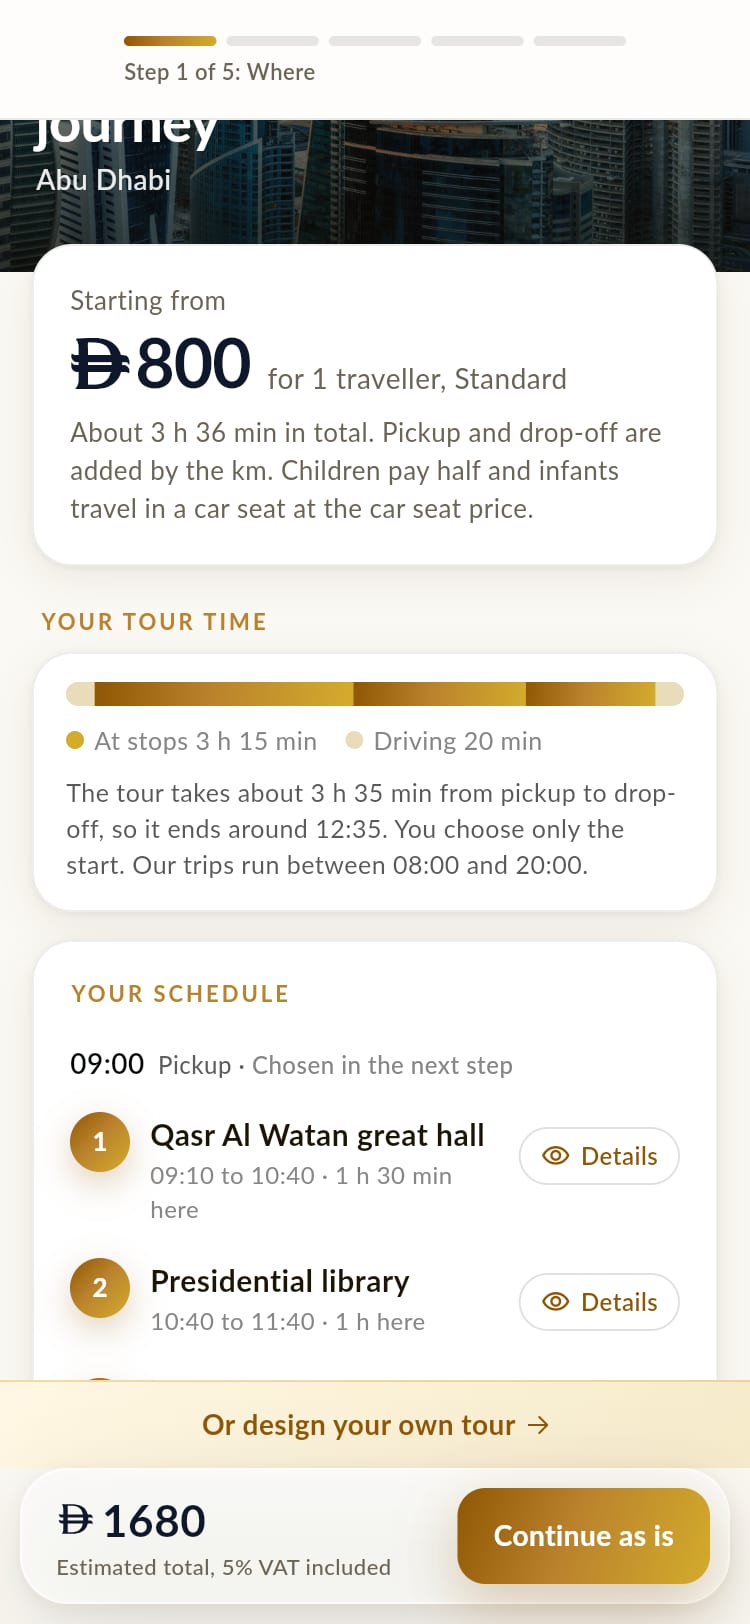 Step 1 of 5: Where
journey
Abu Dhabi
Starting from
800 for 1 traveller, Standard
About 3 h 36 min in total. Pickup and drop-off are
added by the km. Children pay half and infants
travel in a car seat at the car seat price.
YOUR TOUR TIME
At stops 3 h 15 min Driving 20 min
The tour takes about 3 h 35 min from pickup to drop-
off, so it ends around 12:35. You choose only the
start. Our trips run between 08:00 and 20:00.
YOUR SCHEDULE
09:00 Pickup · Chosen in the next step
1 Qasr Al Watan great hall Details
09:10 to 10:40 · 1 h 30 min
here
2 Presidential library Details
10:40 to 11:40 · 1 h here
Or design your own tour →
1680
Estimated total, 5% VAT included
Continue as is